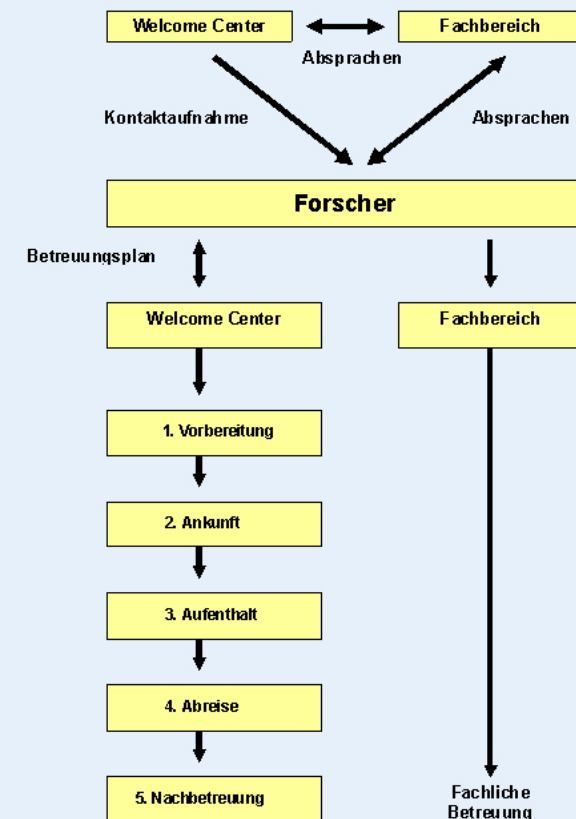 Welcome Center
Fachbereich
Absprachen
Kontaktaufnahme
Absprachen
Forscher
Betreuungsplan
Welcome Center
Fachbereich
1. Vorbereitung
2. Ankunft
3. Aufenthalt
4. Abreise
5. Nachbetreuung
Fachliche
Betreuung